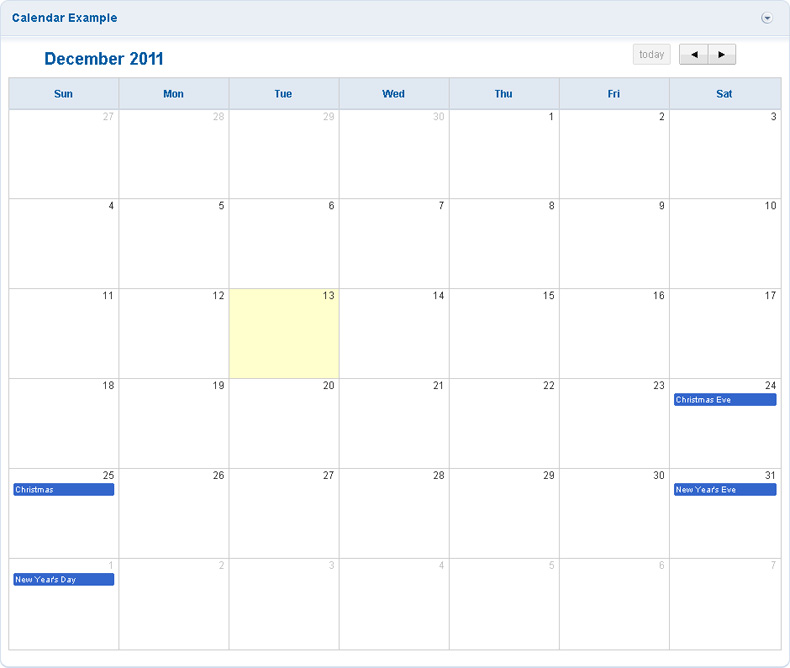 Calendar Example
December 2011
today
Sun Mon Tue Wed Thu Fri Sat
27 28 29 30 1 2 3
4 5 6 7 8 9 10
11 12 13 14 15 16 17
18 19 20 21 22 23 24
Christmas Eve
25 26 27 28 29 30 31
Christmas New Year's Eve
1 2 3 4 5 6 7
New Year's Day